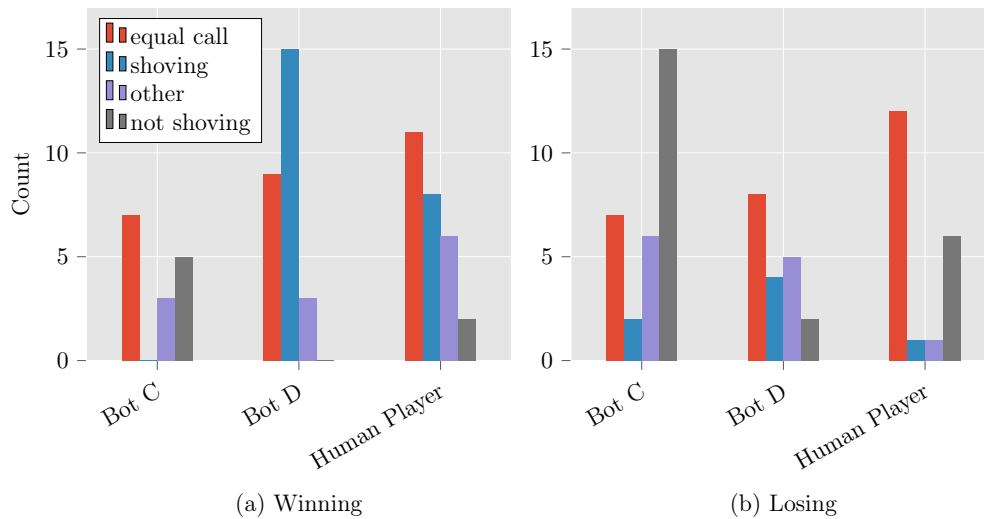 equal call
shoving
other
not shoving
15
10
5
0
Count
Bot C
Bot D
Human Player
(a) Winning
15
10
5
0
Bot C
Bot D
Human Player
(b) Losing